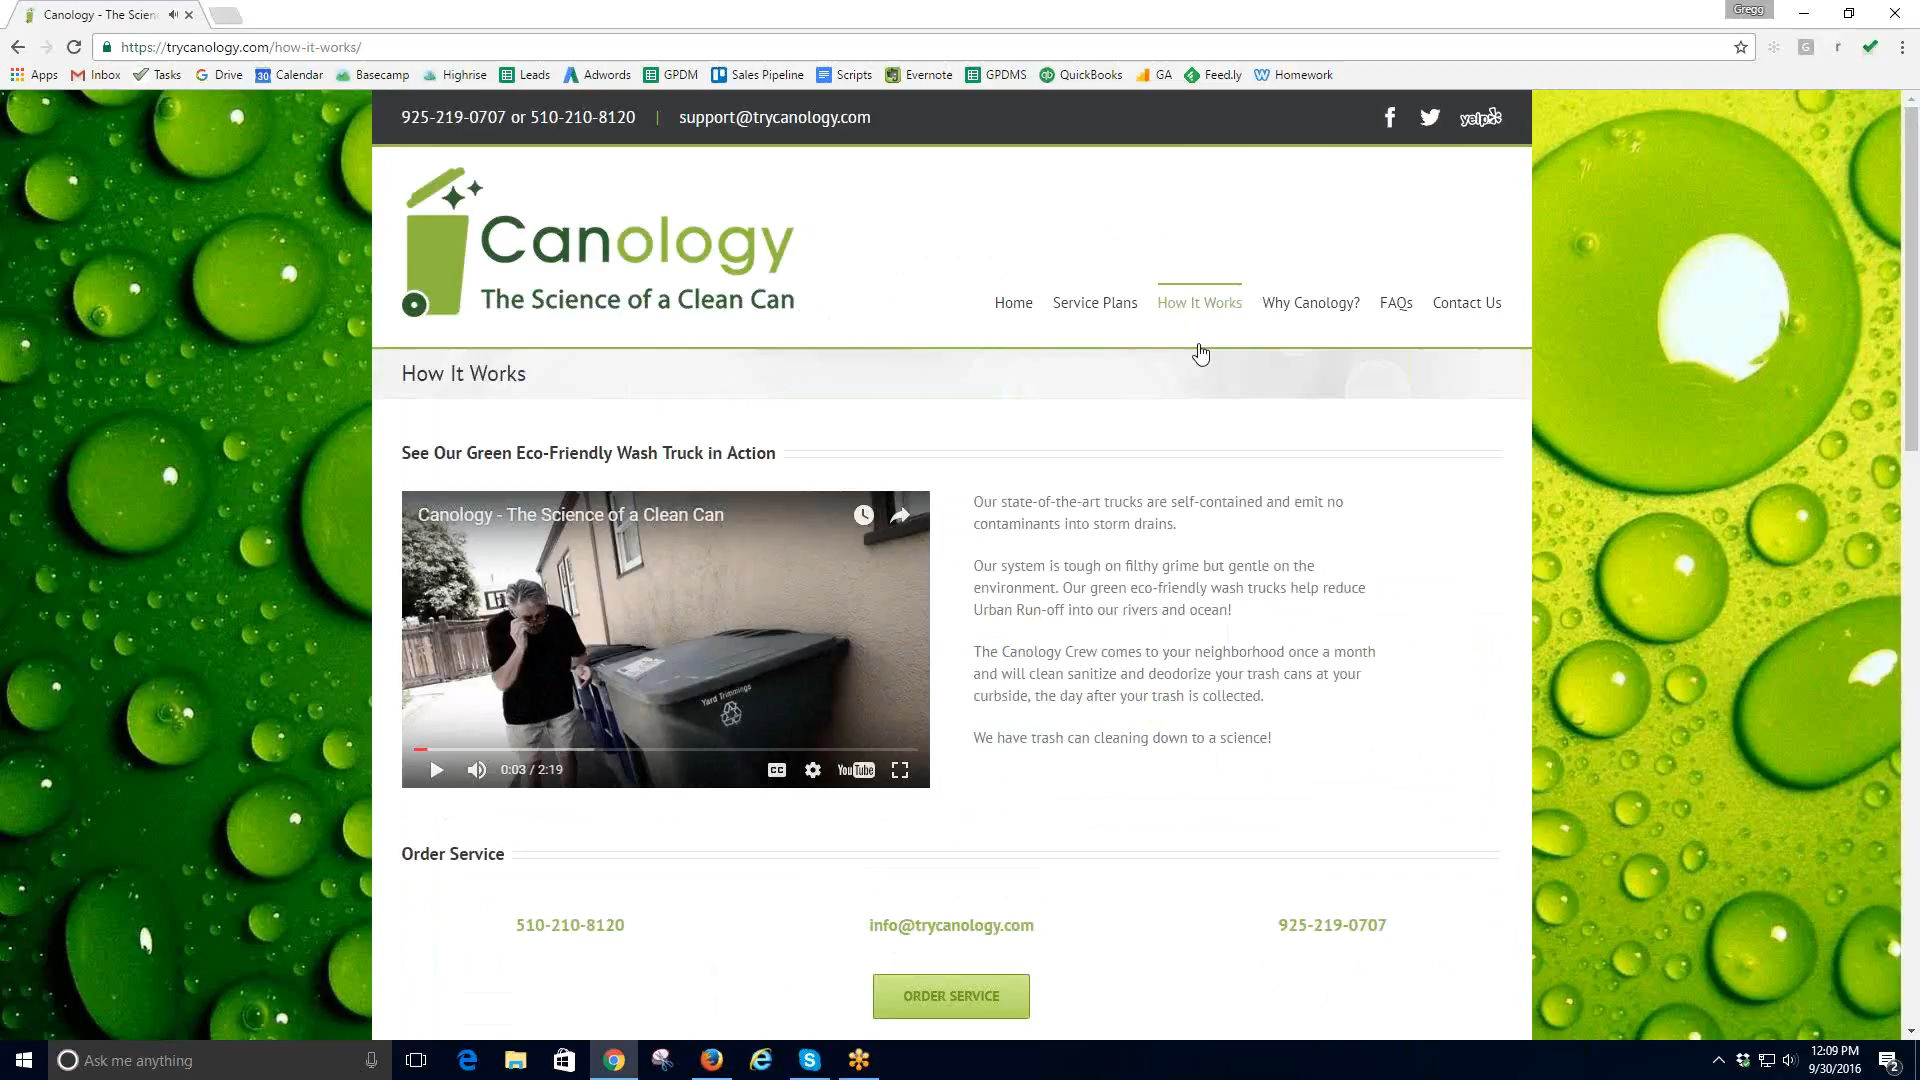 Canology - The Scien
Gregg
https://trycanology.com/how-it-works/
Apps Inbox Tasks Drive 30 Calendar Basecamp Highrise Leads Adwords GPDM Sales Pipeline Scripts Evernote GPDMS QuickBooks GA Feed.ly Homework
925-219-0707 or 510-210-8120 | support@trycanology.com
yelp
Canology
The Science of a Clean Can
Home Service Plans How It Works Why Canology? FAQs Contact Us
How It Works
See Our Green Eco-Friendly Wash Truck in Action
Canology - The Science of a Clean Can
Yard Trimmings
0:03 / 2:19 CC YouTube
Our state-of-the-art trucks are self-contained and emit no
contaminants into storm drains.
Our system is tough on filthy grime but gentle on the
environment. Our green eco-friendly wash trucks help reduce
Urban Run-off into our rivers and ocean!
The Canology Crew comes to your neighborhood once a month
and will clean sanitize and deodorize your trash cans at your
curbside, the day after your trash is collected.
We have trash can cleaning down to a science!
Order Service
510-210-8120 info@trycanology.com 925-219-0707
ORDER SERVICE
Ask me anything
12:09 PM
9/30/2016
2